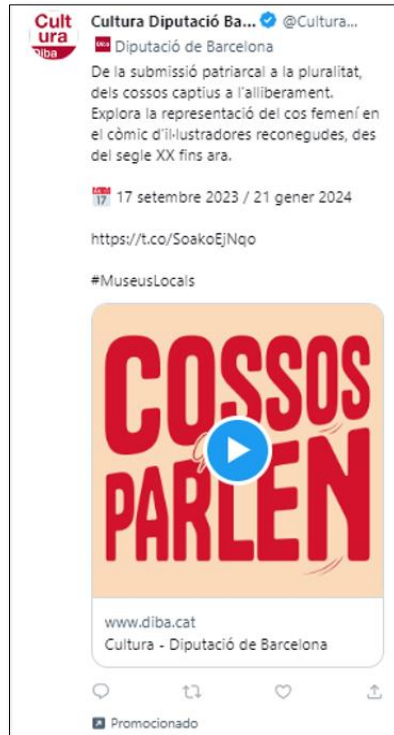 Cult
ura
Diba
Cultura Diputació Ba... @Cultura...
Diba Diputació de Barcelona
De la submissió patriarcal a la pluralitat,
dels cossos captius a l'alliberament.
Explora la representació del cos femení en
el còmic d'il·lustradores reconegudes, des
del segle XX fins ara.
17 setembre 2023 / 21 gener 2024
https://t.co/SoakoEjNqo
#MuseusLocals
COSSOS
PARLEN
www.diba.cat
Cultura - Diputació de Barcelona
Promocionado